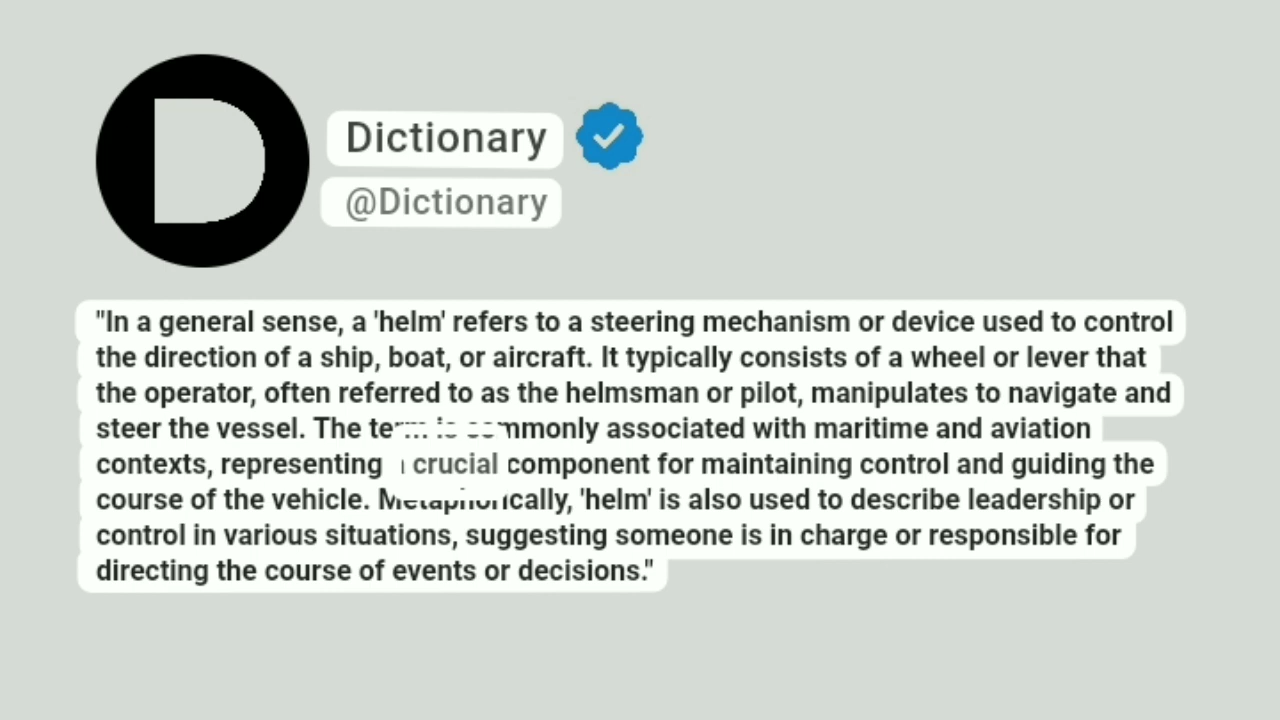 D
Dictionary
@Dictionary
"In a general sense, a 'helm' refers to a steering mechanism or device used to control
the direction of a ship, boat, or aircraft. It typically consists of a wheel or lever that
the operator, often referred to as the helmsman or pilot, manipulates to navigate and
steer the vessel. The term is commonly associated with maritime and aviation
contexts, representing crucial component for maintaining control and guiding the
course of the vehicle. Metaphorically, 'helm' is also used to describe leadership or
control in various situations, suggesting someone is in charge or responsible for
directing the course of events or decisions."